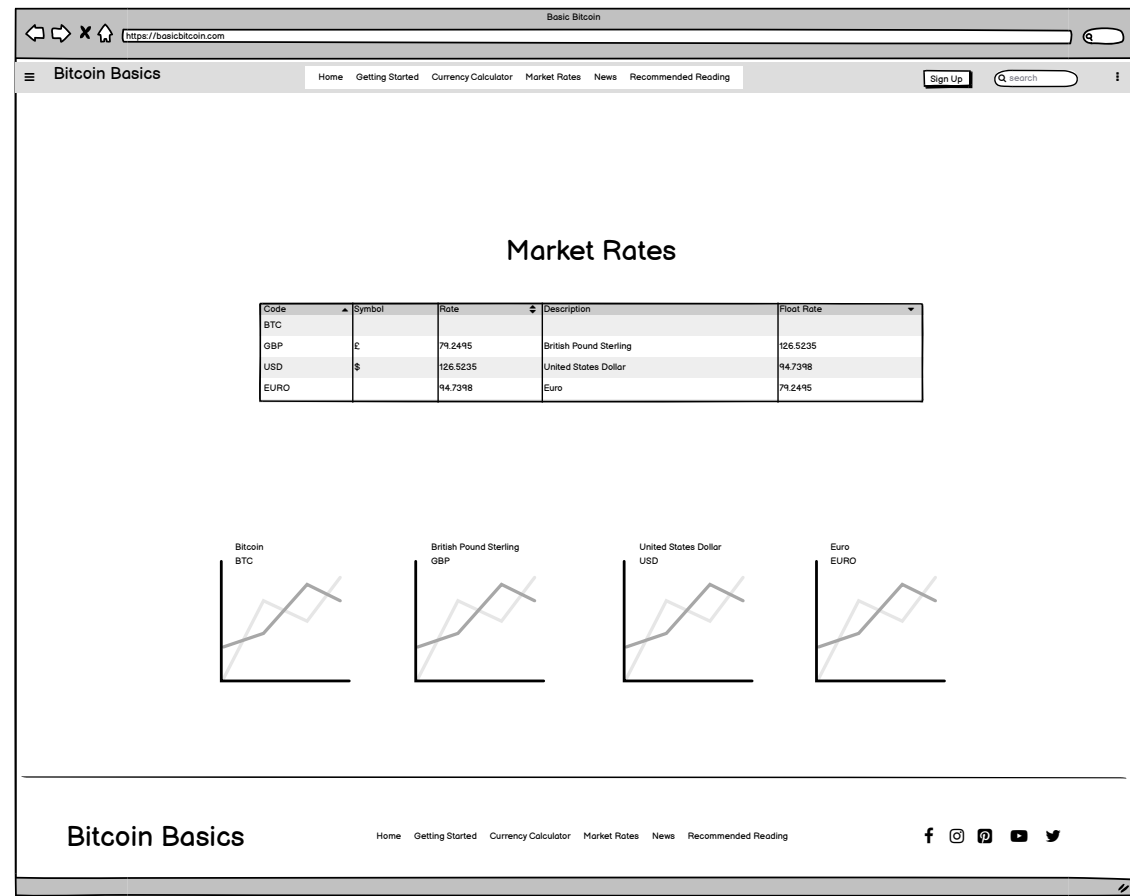 Basic Bitcoin
https://basicbitcoin.com
Bitcoin Basics Home Getting Started Currency Calculator Market Rates News Recommended Reading Sign Up search
Market Rates
Code Symbol Rate Description Float Rate
BTC
GBP £ 79.2495 British Pound Sterling 126.5235
USD $ 126.5235 United States Dollar 94.7398
EURO 94.7398 Euro 79.2495
Bitcoin British Pound Sterling United States Dollar Euro
BTC GBP USD EURO
Bitcoin Basics Home Getting Started Currency Calculator Market Rates News Recommended Reading